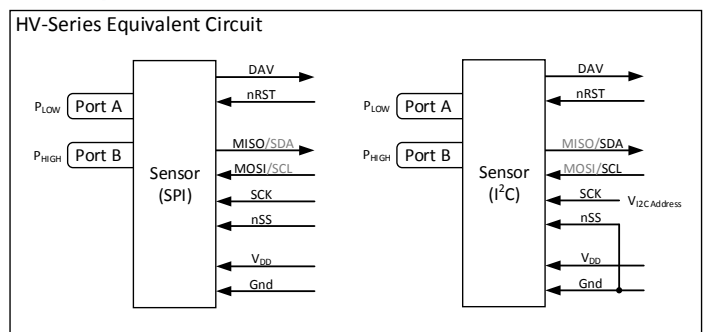 HV-Series Equivalent Circuit
DAV
nRST
PLOW Port A
PHIGH Port B
MISO/SDA
MOSI/SCL
Sensor
(SPI)
SCK
nSS
VDD
Gnd
DAV
nRST
PLOW Port A
PHIGH Port B
MISO/SDA
MOSI/SCL
Sensor
(I²C)
SCK
VI2C Address
nSS
VDD
Gnd